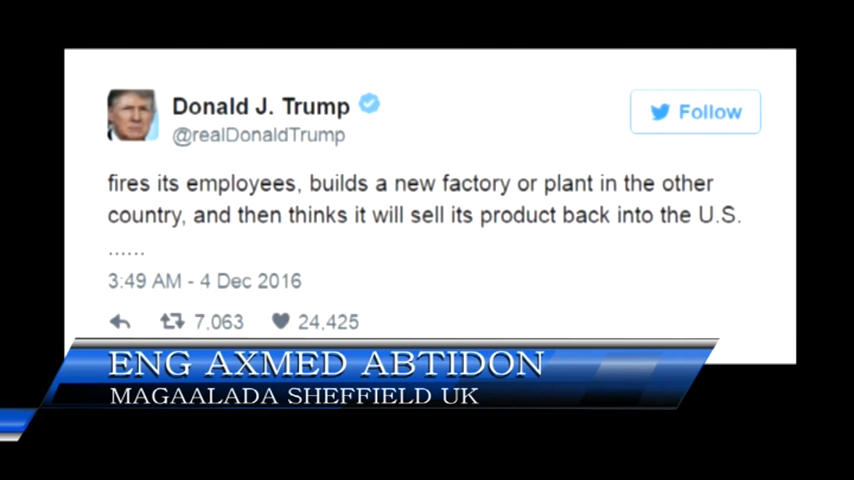 Donald J. Trump
Follow
@realDonaldTrump
fires its employees, builds a new factory or plant in the other
country, and then thinks it will sell its product back into the U.S.
......
3:49 AM - 4 Dec 2016
7,063 24,425
ENG AXMED ABTIDON
MAGAALADA SHEFFIELD UK